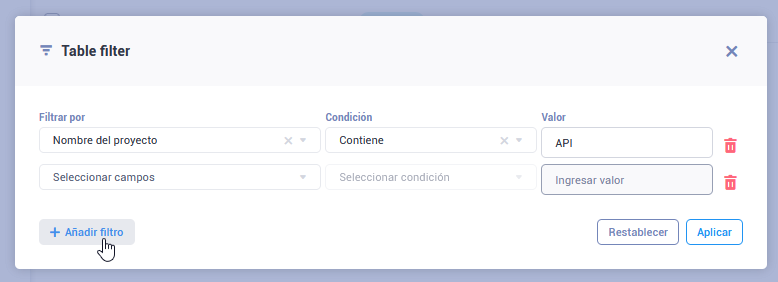 Table filter
Filtrar por Condición Valor
Nombre del proyecto Contiene API
Seleccionar campos Seleccionar condición Ingresar valor
Añadir filtro Restablecer Aplicar